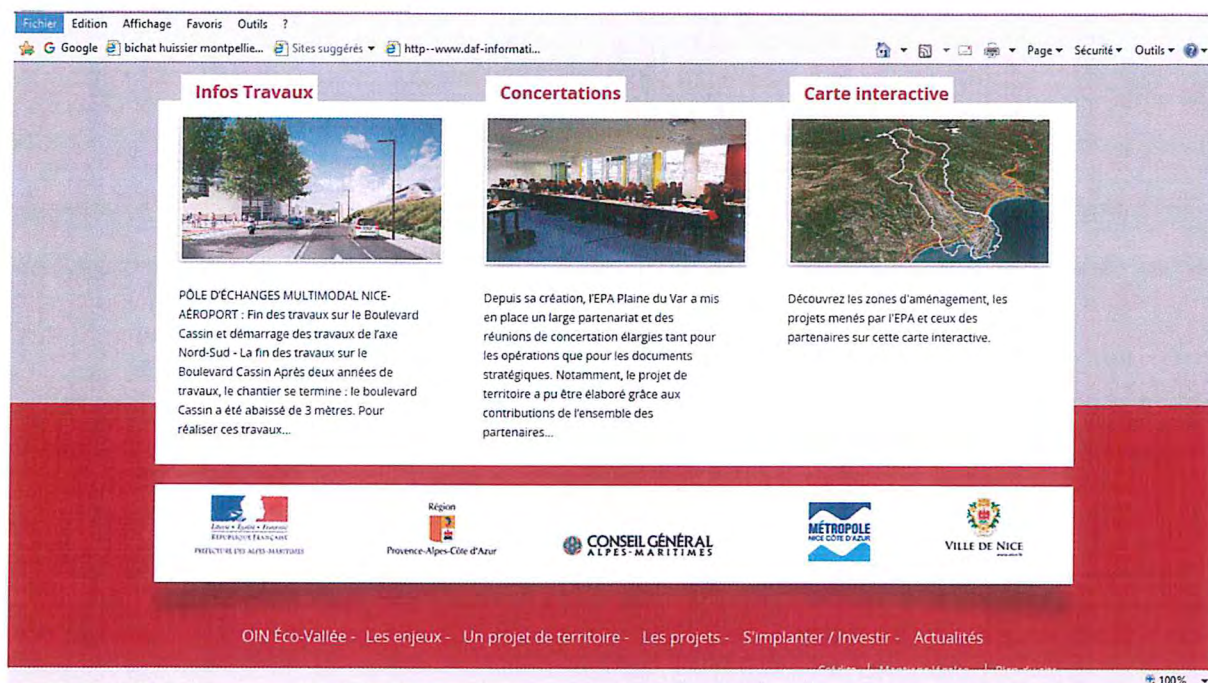 Fichier Edition Affichage Favoris Outils ?
Google bichat huissier montpellie... Sites suggérés http--www.daf-informati...
Page Sécurité Outils
Infos Travaux
PÔLE D'ÉCHANGES MULTIMODAL NICE-
AÉROPORT : Fin des travaux sur le Boulevard
Cassin et démarrage des travaux de l'axe
Nord-Sud - La fin des travaux sur le
Boulevard Cassin Après deux années de
travaux, le chantier se termine : le boulevard
Cassin a été abaissé de 3 mètres. Pour
réaliser ces travaux...
Concertations
Depuis sa création, l'EPA Plaine du Var a mis
en place un large partenariat et des
réunions de concertation élargies tant pour
les opérations que pour les documents
stratégiques. Notamment, le projet de
territoire a pu être élaboré grâce aux
contributions de l'ensemble des
partenaires...
Carte interactive
Découvrez les zones d'aménagement, les
projets menés par l'EPA et ceux des
partenaires sur cette carte interactive.
Liberté • Égalité • Fraternité
RÉPUBLIQUE FRANÇAISE
PRÉFECTURE DES ALPES-MARITIMES
Région
Provence-Alpes-Côte d'Azur
CONSEIL GÉNÉRAL
ALPES-MARITIMES
MÉTROPOLE
NICE CÔTE D'AZUR
VILLE DE NICE
www.nice.fr
OIN Éco-Vallée - Les enjeux - Un projet de territoire - Les projets - S'implanter / Investir - Actualités
Crédits | Mentions légales | Plan du site
100%